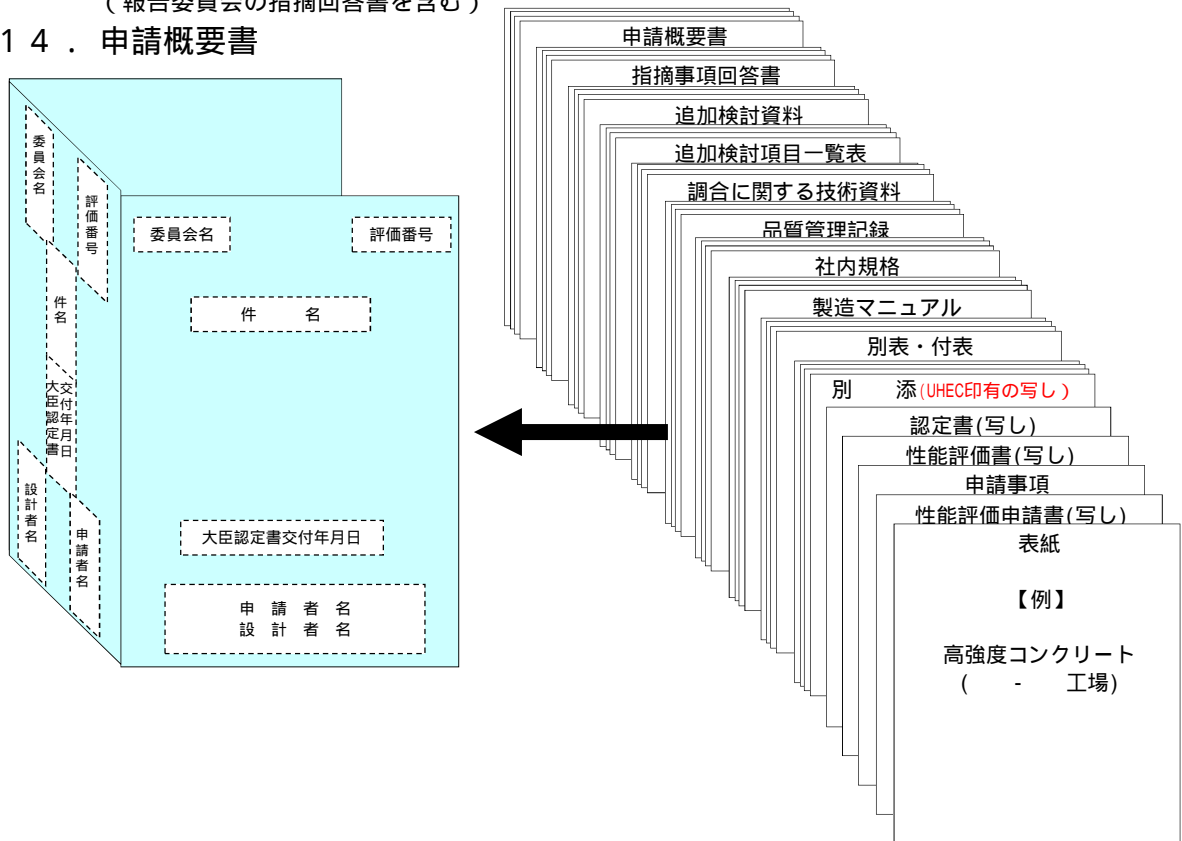 (報告委員会の指摘回答書を含む)
14.申請概要書
委員会名
評価番号
件名
大臣認定書
交付年月日
設計者名
申請者名
委員会名
評価番号
件 名
大臣認定書交付年月日
申 請 者 名
設 計 者 名
申請概要書
指摘事項回答書
追加検討資料
追加検討項目一覧表
調合に関する技術資料
品質管理記録
社内規格
製造マニュアル
別表・付表
別 添(UHEC印有の写し)
認定書(写し)
性能評価書(写し)
申請事項
性能評価申請書(写し)
表紙
【例】
高強度コンクリート
( - 工場)